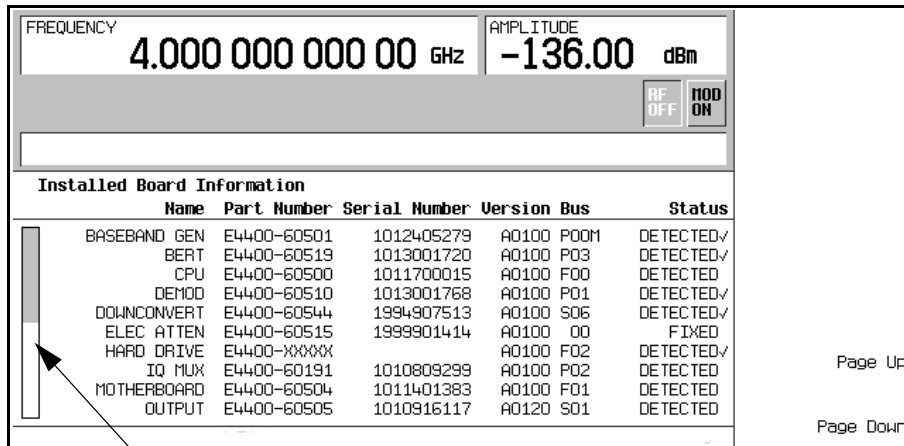 FREQUENCY
4.000 000 000 00 GHz
AMPLITUDE
-136.00 dBm
RF OFF
MOD ON
Installed Board Information
Name Part Number Serial Number Version Bus Status
BASEBAND GEN E4400-60501 1012405279 A0100 P00M DETECTED✓
BERT E4400-60519 1013001720 A0100 P03 DETECTED✓
CPU E4400-60500 1011700015 A0100 F00 DETECTED
DEMOD E4400-60510 1013001768 A0100 P01 DETECTED✓
DOWNCONVERT E4400-60544 1994907513 A0100 S06 DETECTED✓
ELEC ATTEN E4400-60515 1999901414 A0100 00 FIXED
HARD DRIVE E4400-XXXXX A0100 F02 DETECTED✓
IQ MUX E4400-60191 1010809299 A0100 P02 DETECTED
MOTHERBOARD E4400-60504 1011401383 A0100 F01 DETECTED
OUTPUT E4400-60505 1010916117 A0120 S01 DETECTED
Page Up
Page Down